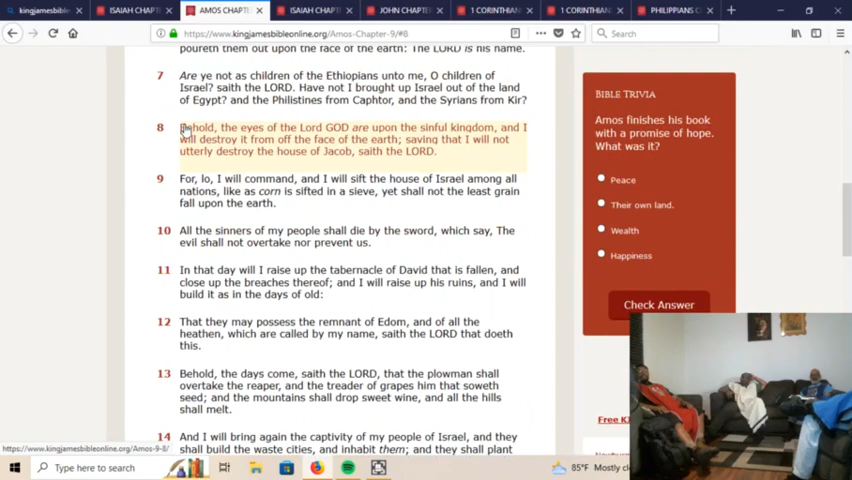 kingjamesbible
ISAIAH CHAPT
AMOS CHAPTE
ISAIAH CHAPT
JOHN CHAPTE
1 CORINTHIAN
1 CORINTHIAN
PHILIPPIANS C
https://www.kingjamesbibleonline.org/Amos-Chapter-9/#8
Search
poureth them out upon the face of the earth: The LORD is his name.
7 Are ye not as children of the Ethiopians unto me, O children of
Israel? saith the LORD. Have not I brought up Israel out of the land
of Egypt? and the Philistines from Caphtor, and the Syrians from Kir?
8 Behold, the eyes of the Lord GOD are upon the sinful kingdom, and I
will destroy it from off the face of the earth; saving that I will not
utterly destroy the house of Jacob, saith the LORD.
9 For, lo, I will command, and I will sift the house of Israel among all
nations, like as corn is sifted in a sieve, yet shall not the least grain
fall upon the earth.
10 All the sinners of my people shall die by the sword, which say, The
evil shall not overtake nor prevent us.
11 In that day will I raise up the tabernacle of David that is fallen, and
close up the breaches thereof; and I will raise up his ruins, and I will
build it as in the days of old:
12 That they may possess the remnant of Edom, and of all the
heathen, which are called by my name, saith the LORD that doeth
this.
13 Behold, the days come, saith the LORD, that the plowman shall
overtake the reaper, and the treader of grapes him that soweth
seed; and the mountains shall drop sweet wine, and all the hills
shall melt.
14 And I will bring again the captivity of my people of Israel, and they
shall build the waste cities, and inhabit them; and they shall plant
BIBLE TRIVIA
Amos finishes his book
with a promise of hope.
What was it?
Peace
Their own land.
Wealth
Happiness
Check Answer
Free K
https://www.kingjamesbibleonline.org/Amos-9-8/
Type here to search
85°F Mostly cl